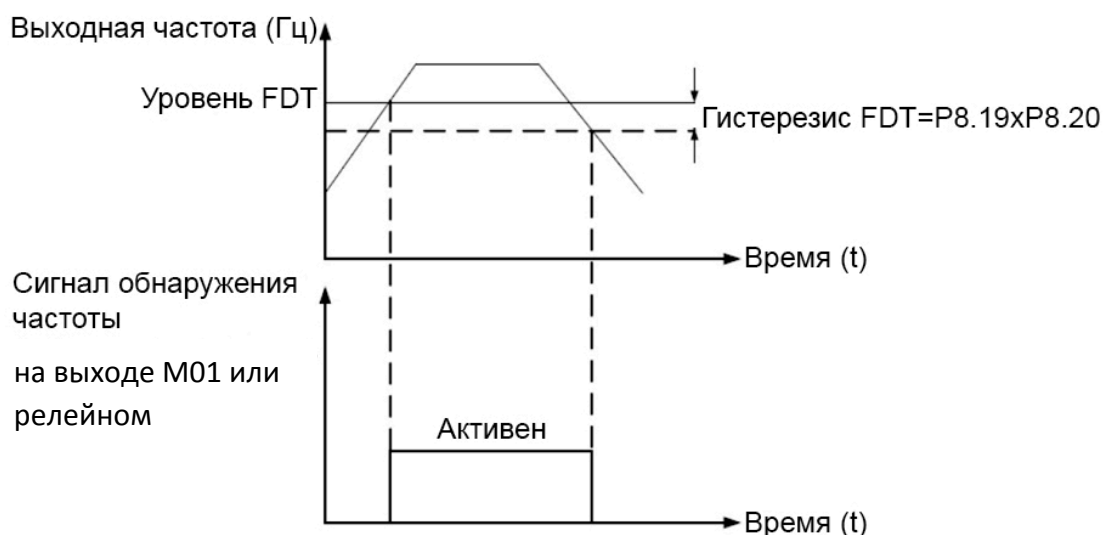 Выходная частота (Гц)
Уровень FDT
Гистерезис FDT=P8.19xP8.20
Время (t)
Сигнал обнаружения
частоты
на выходе М01 или
релейном
Активен
Время (t)